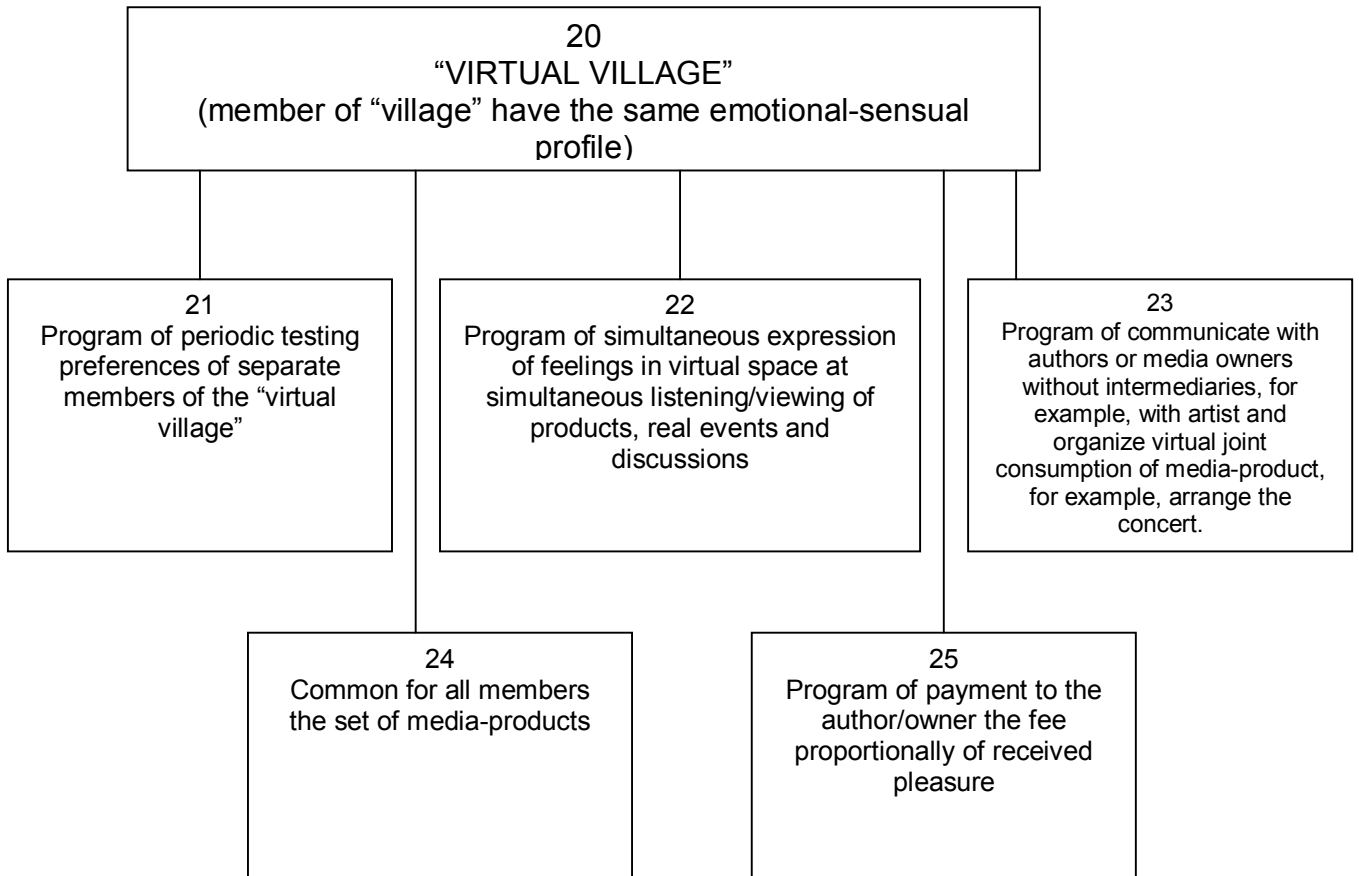 20
“VIRTUAL VILLAGE”
(member of “village” have the same emotional-sensual
profile)
21
Program of periodic testing
preferences of separate
members of the “virtual
village”
22
Program of simultaneous expression
of feelings in virtual space at
simultaneous listening/viewing of
products, real events and
discussions
23
Program of communicate with
authors or media owners
without intermediaries, for
example, with artist and
organize virtual joint
consumption of media-product,
for example, arrange the
concert.
24
Common for all members
the set of media-products
25
Program of payment to the
author/owner the fee
proportionally of received
pleasure